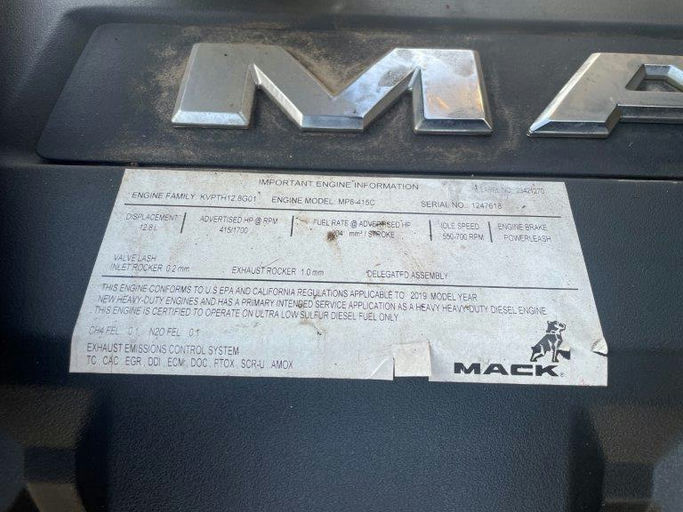 MA
IMPORTANT ENGINE INFORMATION
LABEL NO. 23421270
ENGINE FAMILY KVPTH12.8G01 ENGINE MODEL MP8-415C SERIAL NO. 1247618
DISPLACEMENT ADVERTISED HP @ RPM FUEL RATE @ ADVERTISED HP IDLE SPEED ENGINE BRAKE
12.8 L 415/1700 mm³ / STROKE 550-700 RPM POWERLEASH
VALVE LASH
INLET ROCKER 0.2 mm EXHAUST ROCKER 1.0 mm DELEGATED ASSEMBLY
THIS ENGINE CONFORMS TO U.S EPA AND CALIFORNIA REGULATIONS APPLICABLE TO 2019 MODEL YEAR
NEW HEAVY-DUTY ENGINES AND HAS A PRIMARY INTENDED SERVICE APPLICATION AS A HEAVY HEAVY-DUTY DIESEL ENGINE
THIS ENGINE IS CERTIFIED TO OPERATE ON ULTRA LOW SULFUR DIESEL FUEL ONLY
CH4 FEL 0.1 N2O FEL 0.1
EXHAUST EMISSIONS CONTROL SYSTEM
TC, CAC, EGR, DDI, ECM, DOC, PTOX, SCR-U, AMOX
MACK